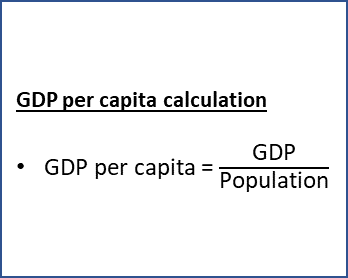 GDP per capita calculation
• GDP per capita = GDP / Population